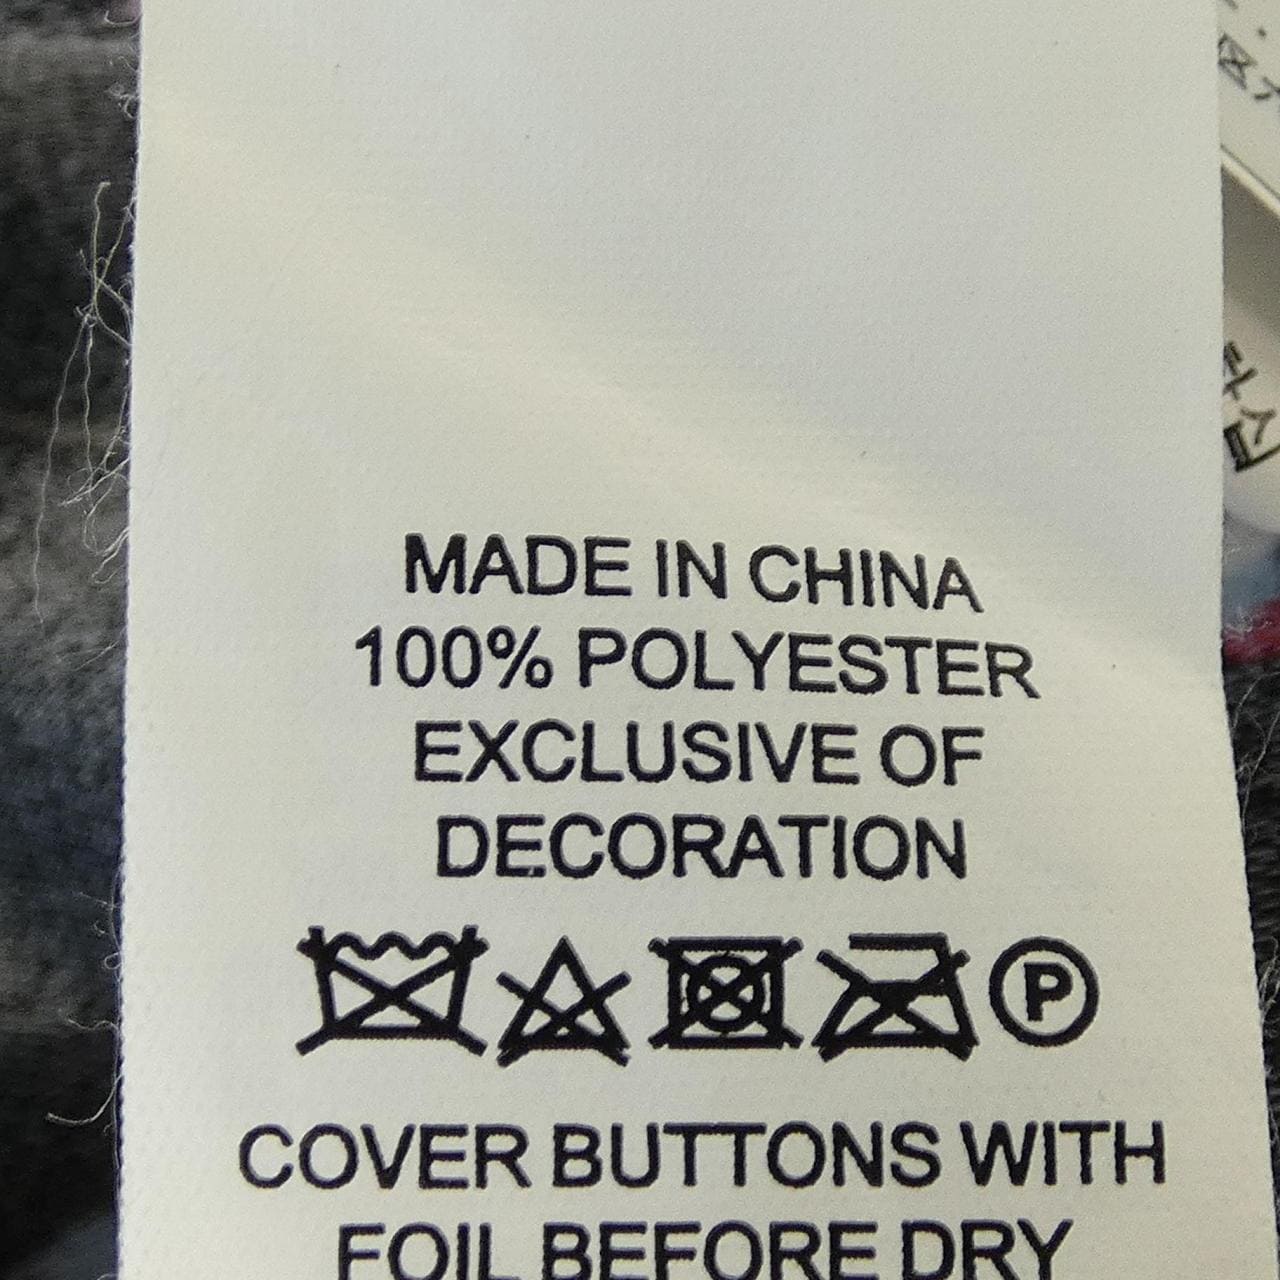 MADE IN CHINA
100% POLYESTER
EXCLUSIVE OF
DECORATION
P
COVER BUTTONS WITH
FOIL BEFORE DRY